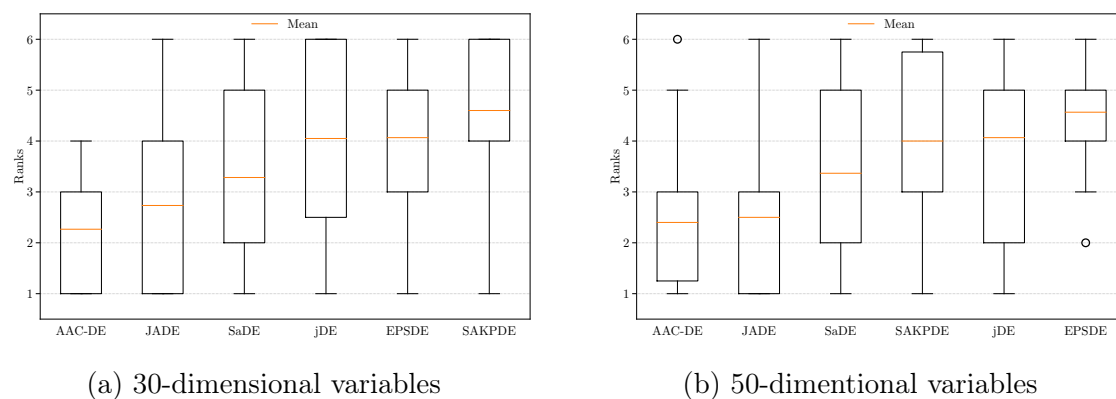 Mean
6
5
4
3
2
1
Ranks
AAC-DE JADE SaDE jDE EPSDE SAKPDE
(a) 30-dimensional variables
Mean
6
5
4
3
2
1
Ranks
AAC-DE JADE SaDE SAKPDE jDE EPSDE
(b) 50-dimentional variables